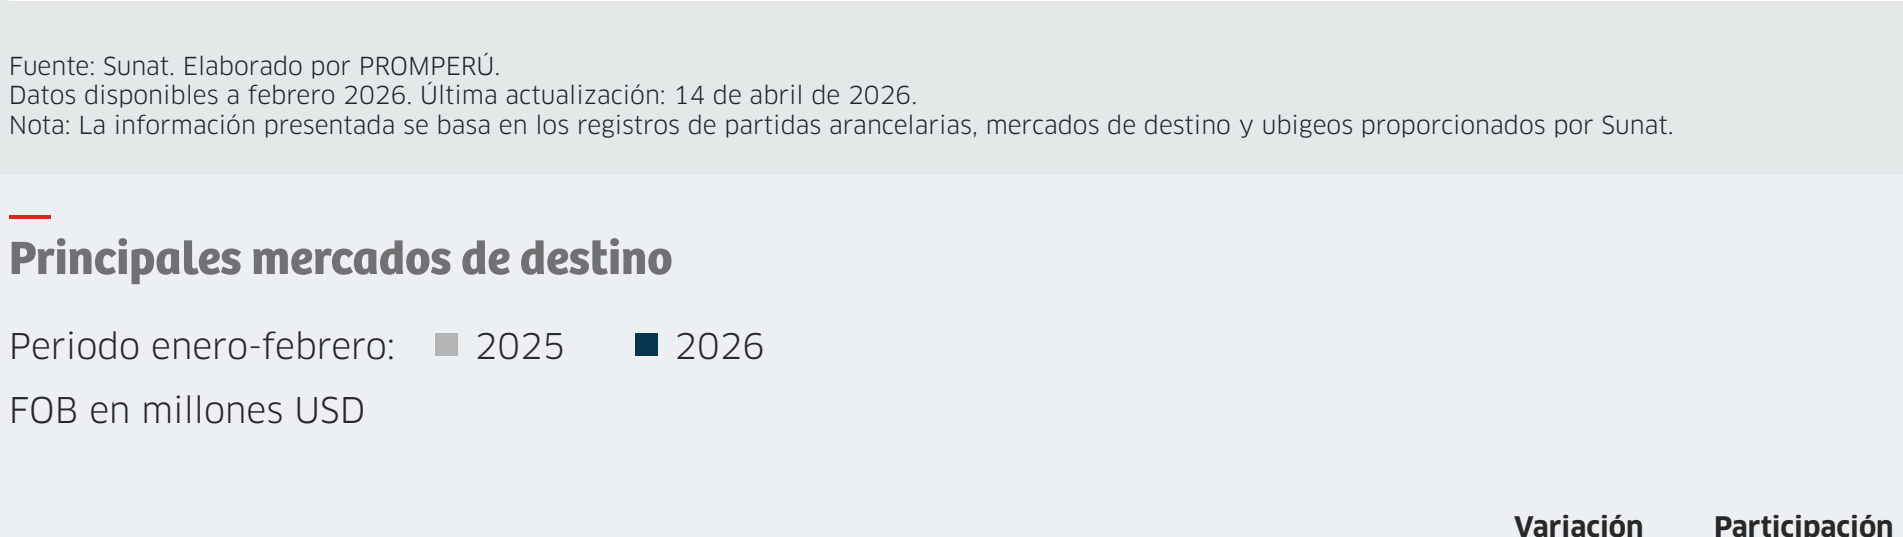 Fuente: Sunat. Elaborado por PROMPERÚ.
Datos disponibles a febrero 2026. Última actualización: 14 de abril de 2026.
Nota: La información presentada se basa en los registros de partidas arancelarias, mercados de destino y ubigeos proporcionados por Sunat.
Principales mercados de destino
Periodo enero-febrero: 2025 2026
FOB en millones USD
Variación Participación